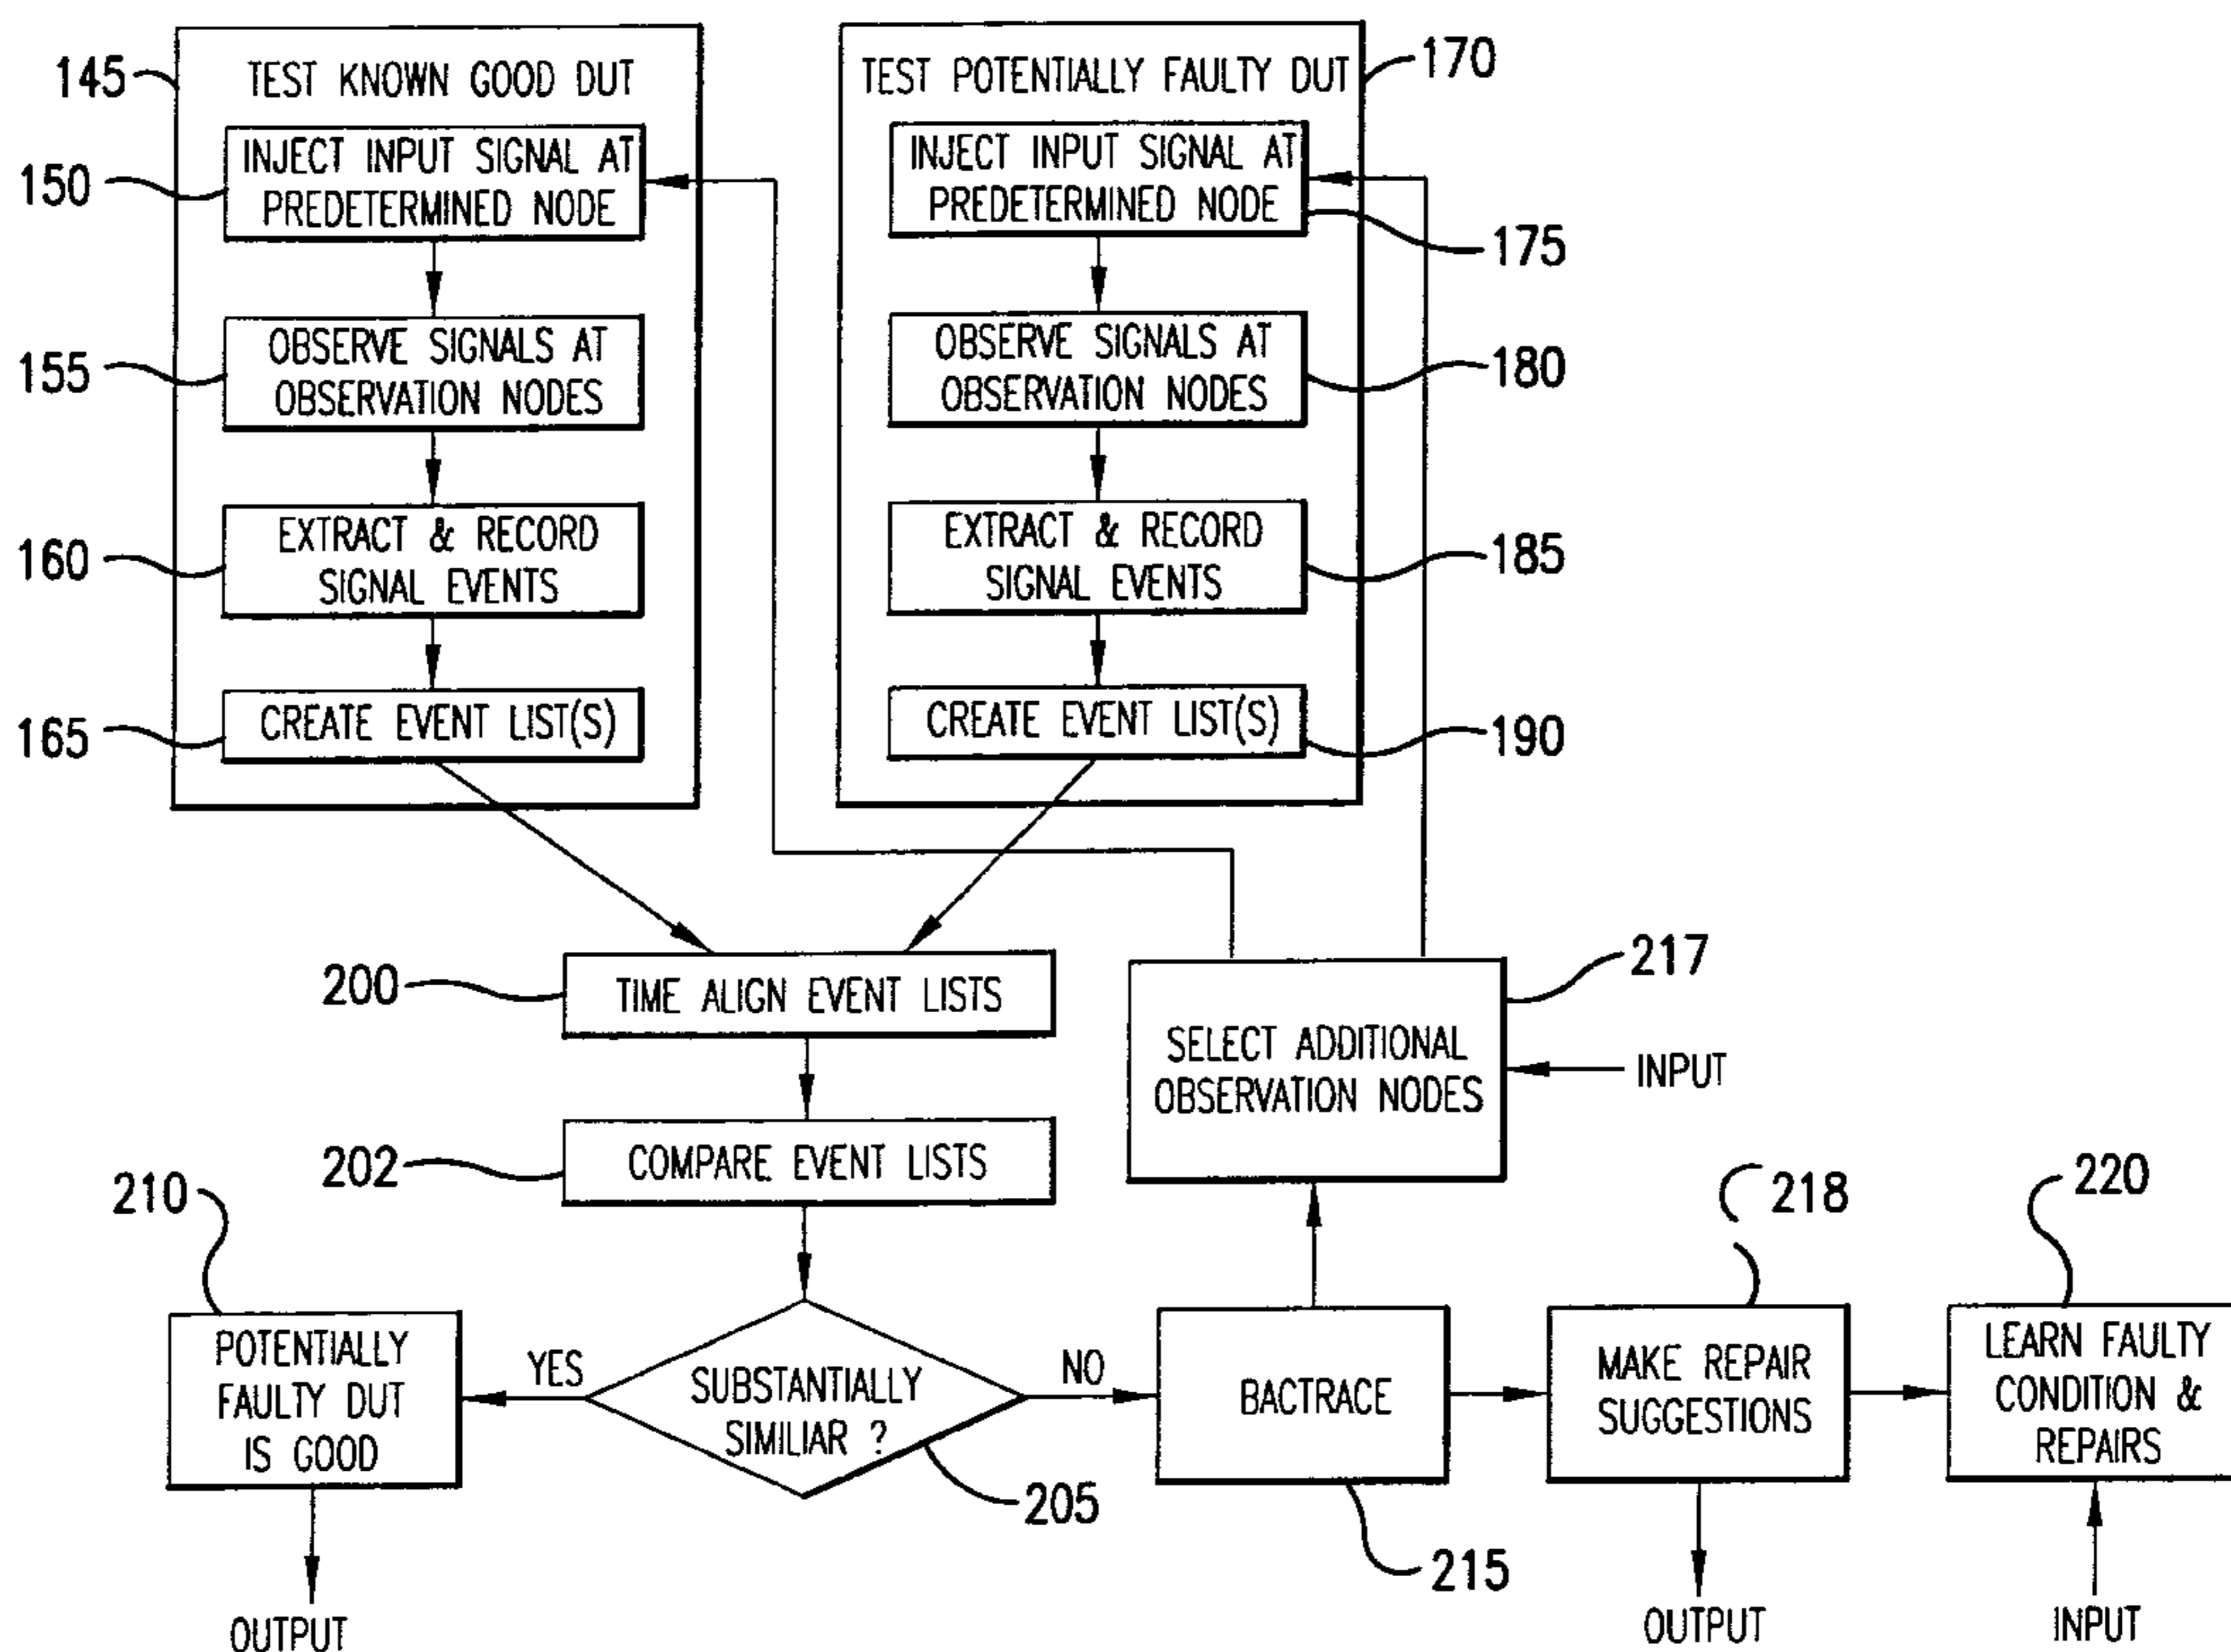 145
TEST KNOWN GOOD DUT
150
INJECT INPUT SIGNAL AT
PREDETERMINED NODE
155
OBSERVE SIGNALS AT
OBSERVATION NODES
160
EXTRACT & RECORD
SIGNAL EVENTS
165
CREATE EVENT LIST(S)
TEST POTENTIALLY FAULTY DUT
170
INJECT INPUT SIGNAL AT
PREDETERMINED NODE
175
OBSERVE SIGNALS AT
OBSERVATION NODES
180
EXTRACT & RECORD
SIGNAL EVENTS
185
CREATE EVENT LIST(S)
190
200
TIME ALIGN EVENT LISTS
202
COMPARE EVENT LISTS
217
SELECT ADDITIONAL
OBSERVATION NODES
INPUT
210
POTENTIALLY
FAULTY DUT
IS GOOD
OUTPUT
YES
SUBSTANTIALLY
SIMILIAR ?
205
NO
BACTRACE
215
218
MAKE REPAIR
SUGGESTIONS
OUTPUT
220
LEARN FAULTY
CONDITION &
REPAIRS
INPUT